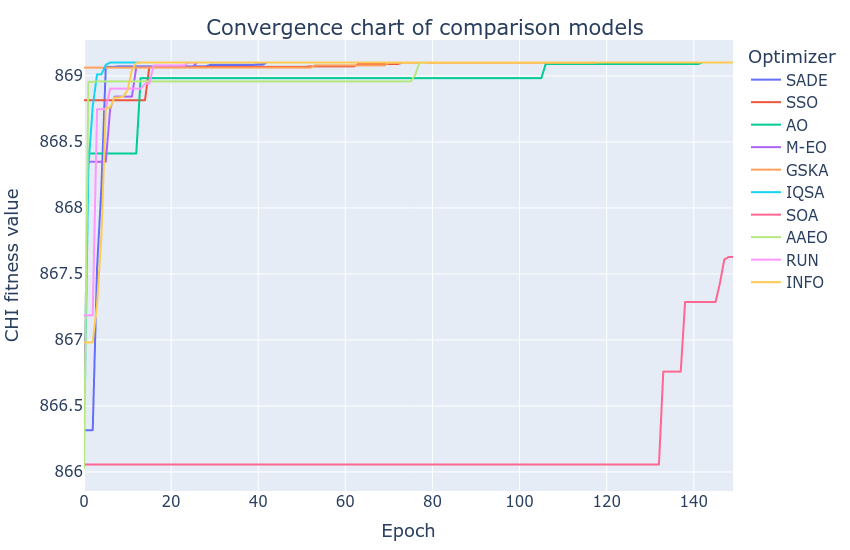 Convergence chart of comparison models
CHI fitness value
869
868.5
868
867.5
867
866.5
866
0 20 40 60 80 100 120 140
Epoch
Optimizer
SADE
SSO
AO
M-EO
GSKA
IQSA
SOA
AAEO
RUN
INFO